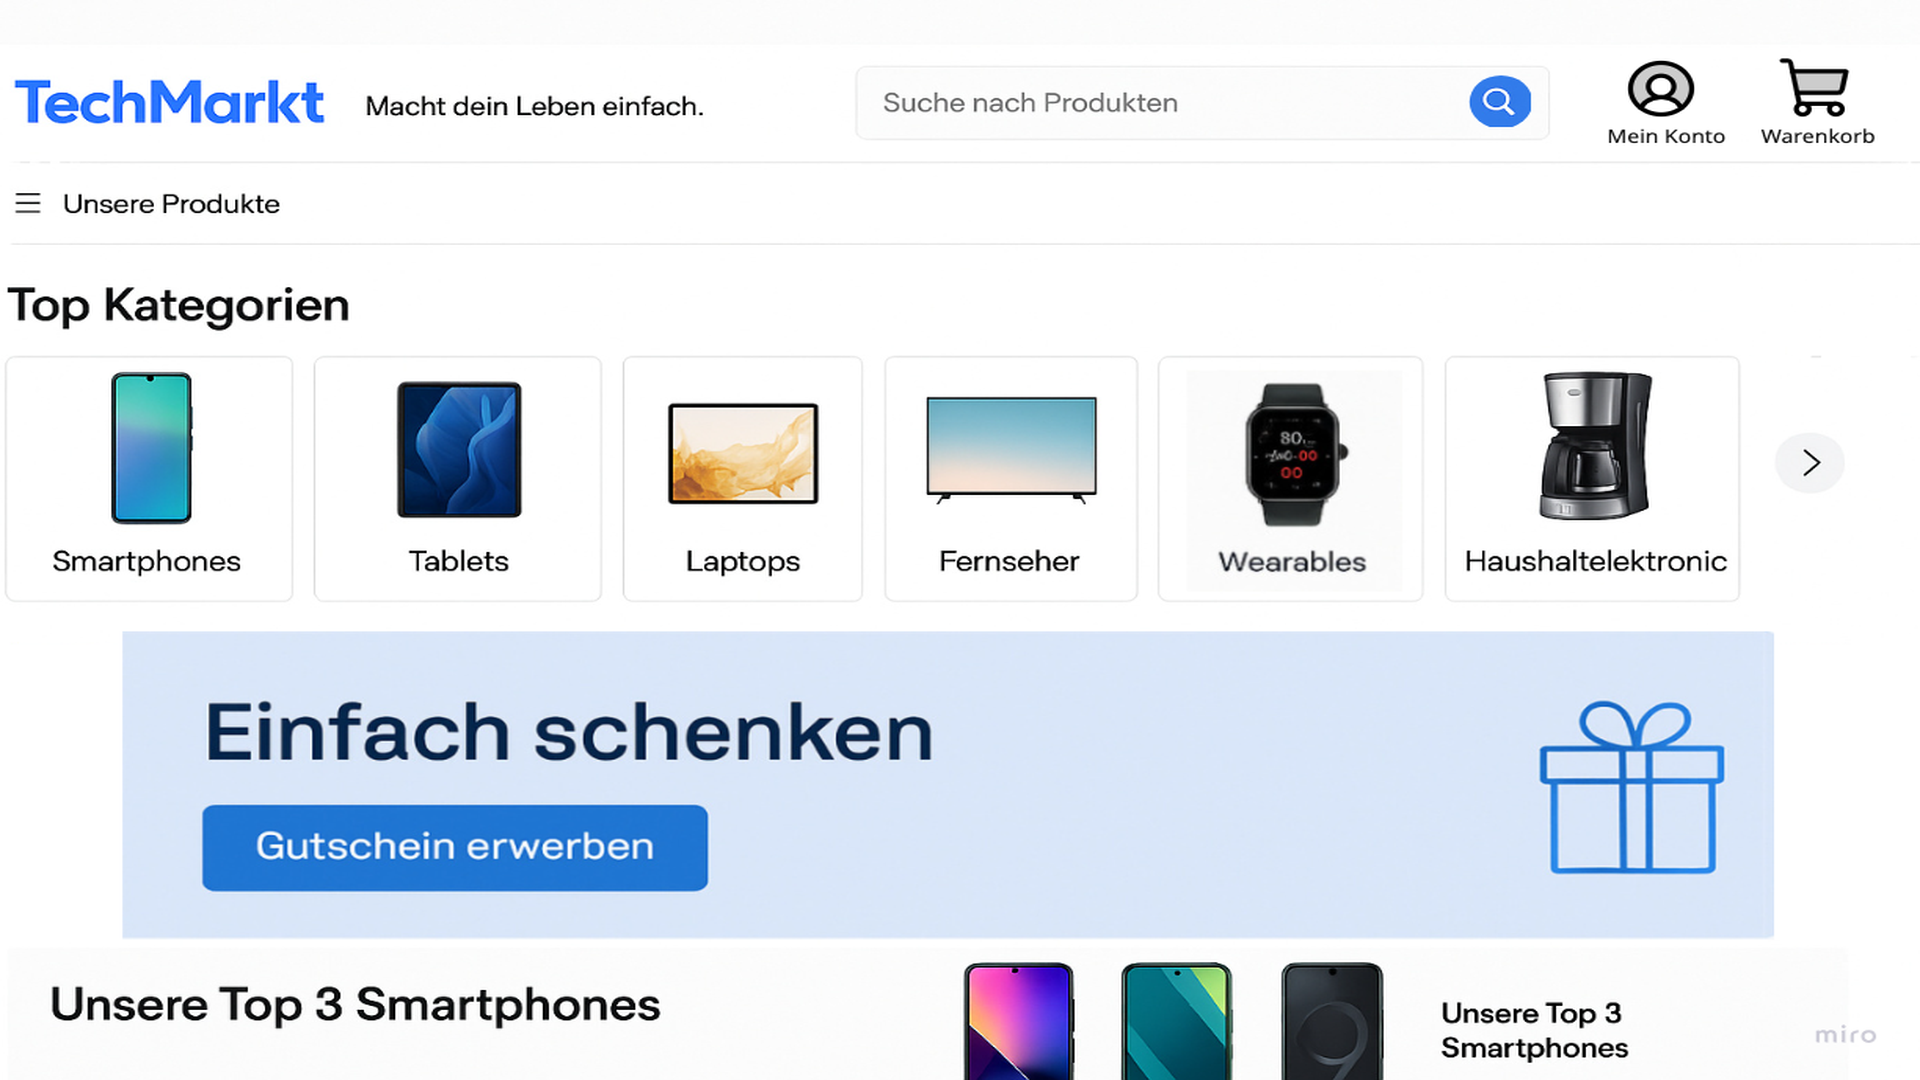 TechMarkt
Macht dein Leben einfach.
Suche nach Produkten
Mein Konto
Warenkorb
Unsere Produkte
Top Kategorien
Smartphones
Tablets
Laptops
Fernseher
80
00
Wearables
Haushaltelektronic
Einfach schenken
Gutschein erwerben
Unsere Top 3 Smartphones
9
Unsere Top 3
Smartphones
miro